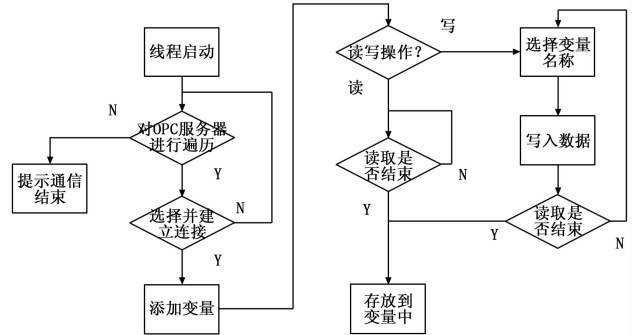 线程启动
对OPC服务器
进行遍历
N
Y
提示通信
结束
选择并建
立连接
N
Y
添加变量
读写操作?
写
读
读取是
否结束
N
Y
选择变量
名称
写入数据
读取是
否结束
Y
N
存放到
变量中